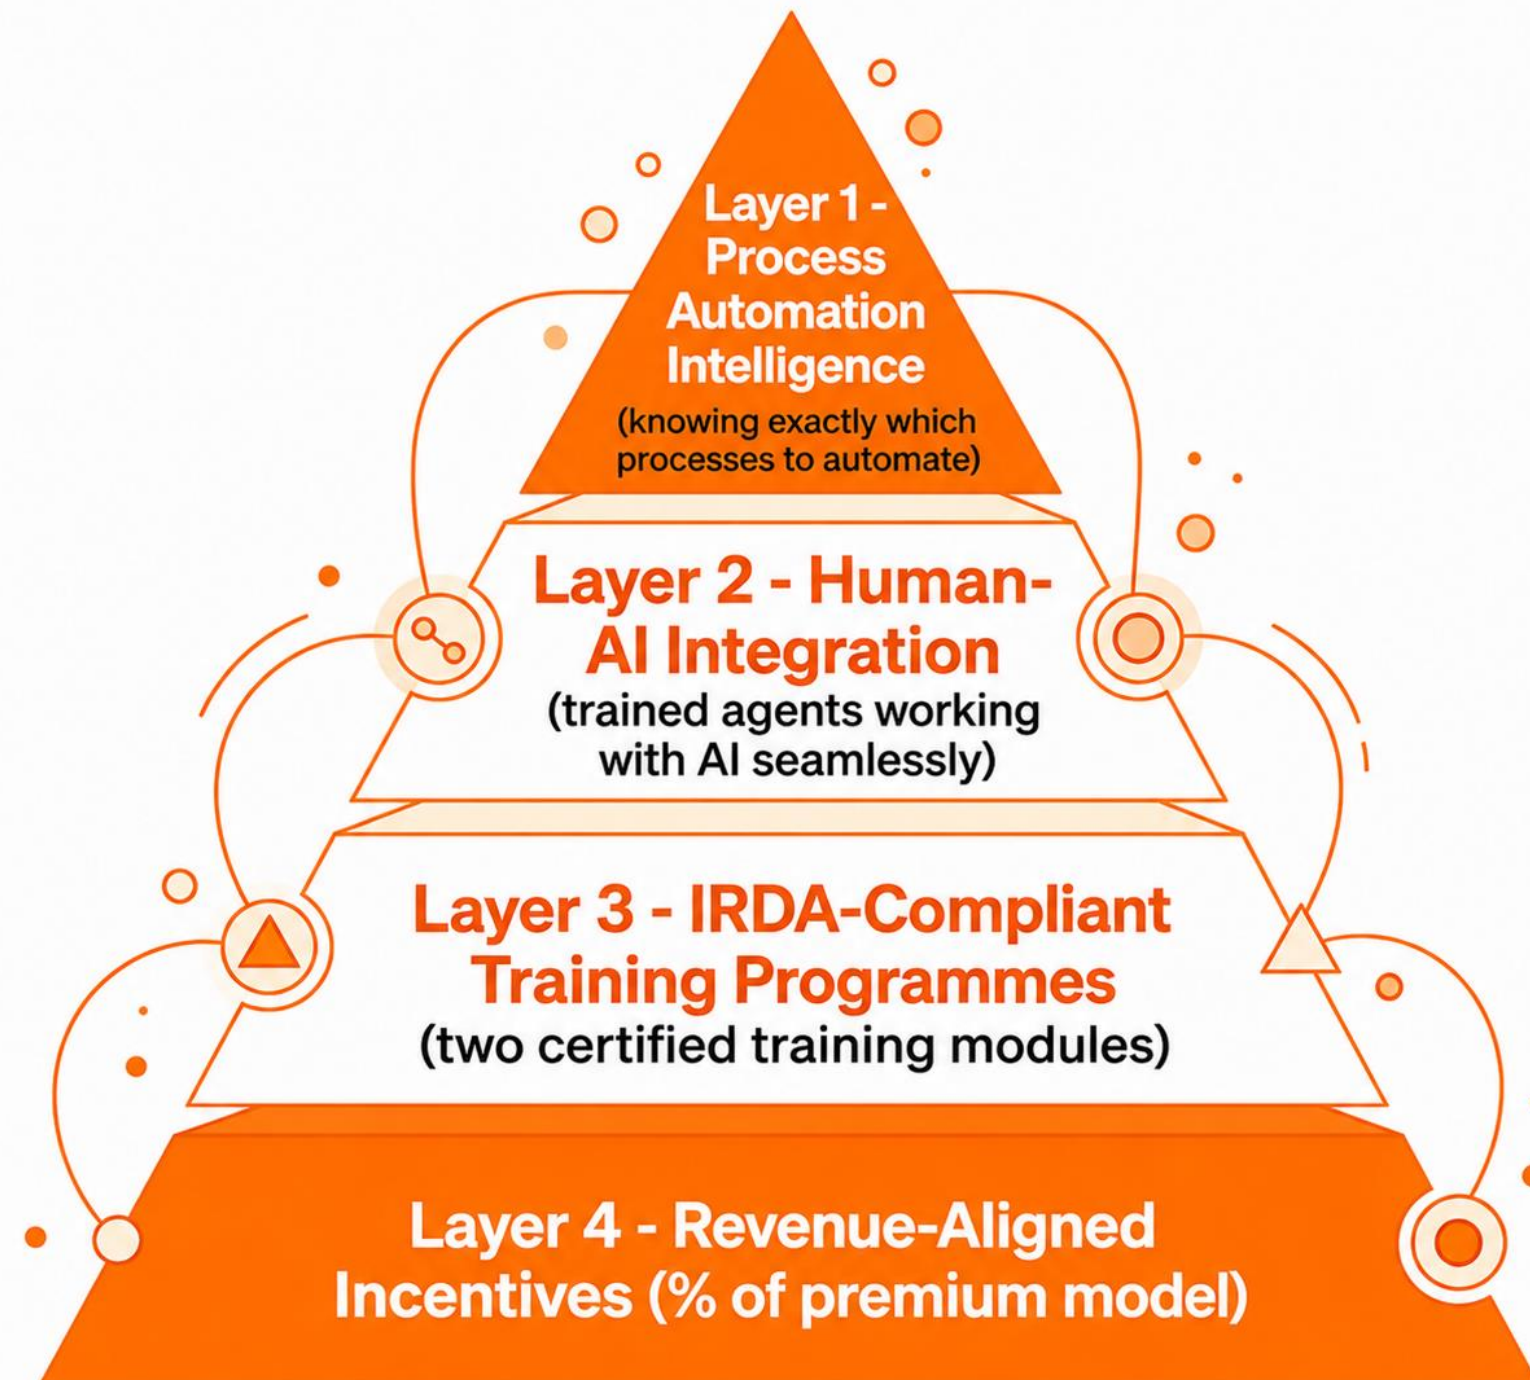 Layer 1 -
Process
Automation
Intelligence
(knowing exactly which
processes to automate)
Layer 2 - Human-
AI Integration
(trained agents working
with AI seamlessly)
Layer 3 - IRDA-Compliant
Training Programmes
(two certified training modules)
Layer 4 - Revenue-Aligned
Incentives (% of premium model)